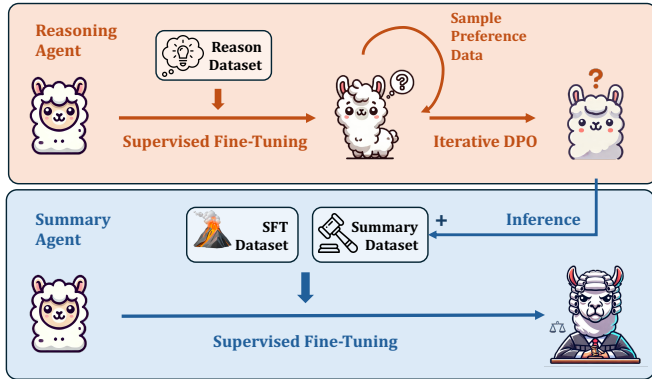 Reasoning
Agent
Reason
Dataset
Sample
Preference
Data
?
?
Supervised Fine-Tuning
Iterative DPO
Summary
Agent
SFT
Dataset
Summary
Dataset
+
Inference
Supervised Fine-Tuning